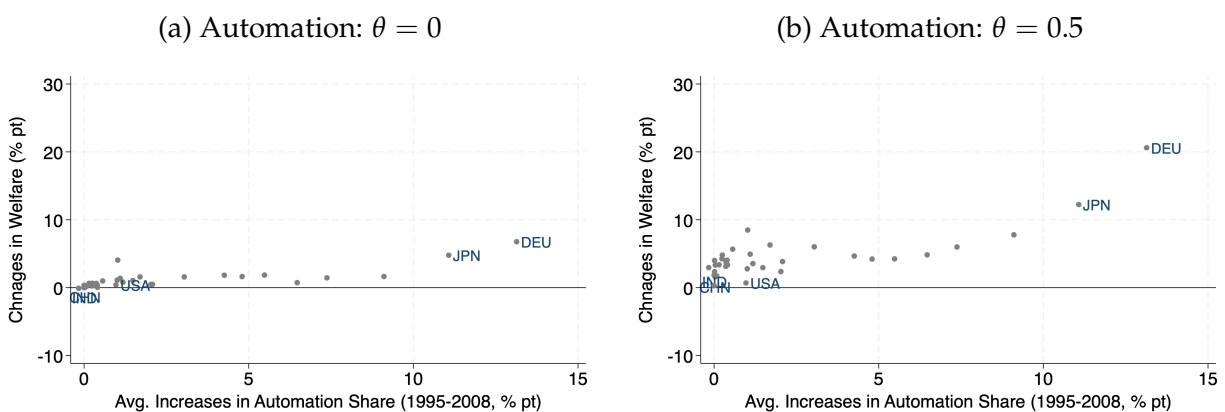 (a) Automation: θ = 0
30
20
10
0
-10
Chnages in Welfare (% pt)
DEU
JPN
USA
CHN
IND
0 5 10 15
Avg. Increases in Automation Share (1995-2008, % pt)
(b) Automation: θ = 0.5
30
20
10
0
-10
Chnages in Welfare (% pt)
DEU
JPN
IND
CHN
USA
0 5 10 15
Avg. Increases in Automation Share (1995-2008, % pt)